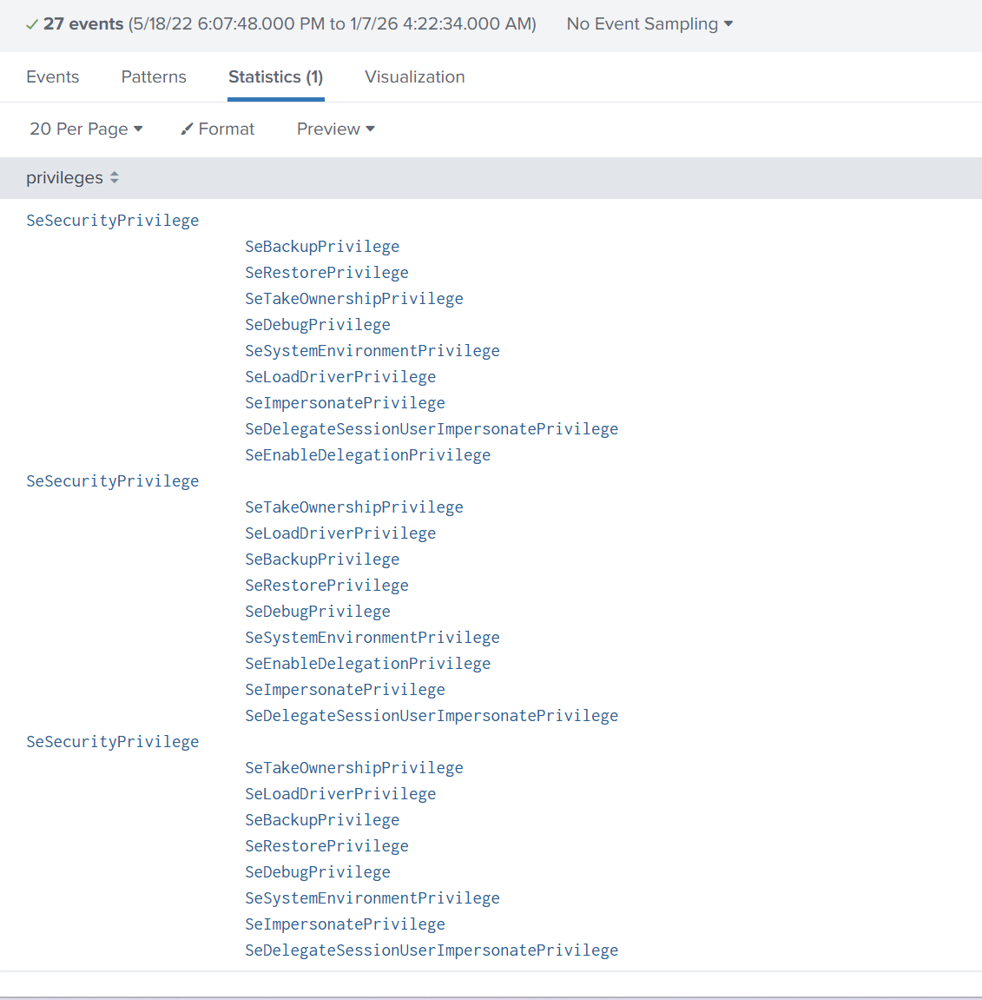 27 events (5/18/22 6:07:48.000 PM to 1/7/26 4:22:34.000 AM) No Event Sampling
Events Patterns Statistics (1) Visualization
20 Per Page Format Preview
privileges
SeSecurityPrivilege
SeBackupPrivilege
SeRestorePrivilege
SeTakeOwnershipPrivilege
SeDebugPrivilege
SeSystemEnvironmentPrivilege
SeLoadDriverPrivilege
SeImpersonatePrivilege
SeDelegateSessionUserImpersonatePrivilege
SeEnableDelegationPrivilege
SeSecurityPrivilege
SeTakeOwnershipPrivilege
SeLoadDriverPrivilege
SeBackupPrivilege
SeRestorePrivilege
SeDebugPrivilege
SeSystemEnvironmentPrivilege
SeEnableDelegationPrivilege
SeImpersonatePrivilege
SeDelegateSessionUserImpersonatePrivilege
SeSecurityPrivilege
SeTakeOwnershipPrivilege
SeLoadDriverPrivilege
SeBackupPrivilege
SeRestorePrivilege
SeDebugPrivilege
SeSystemEnvironmentPrivilege
SeImpersonatePrivilege
SeDelegateSessionUserImpersonatePrivilege